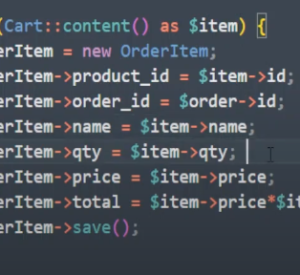 (Cart::content() as $item) {
erItem = new OrderItem;
erItem->product_id = $item->id;
erItem->order_id = $order->id;
erItem->name = $item->name;
erItem->qty = $item->qty;
erItem->price = $item->price;
erItem->total = $item->price*$it
erItem->save();